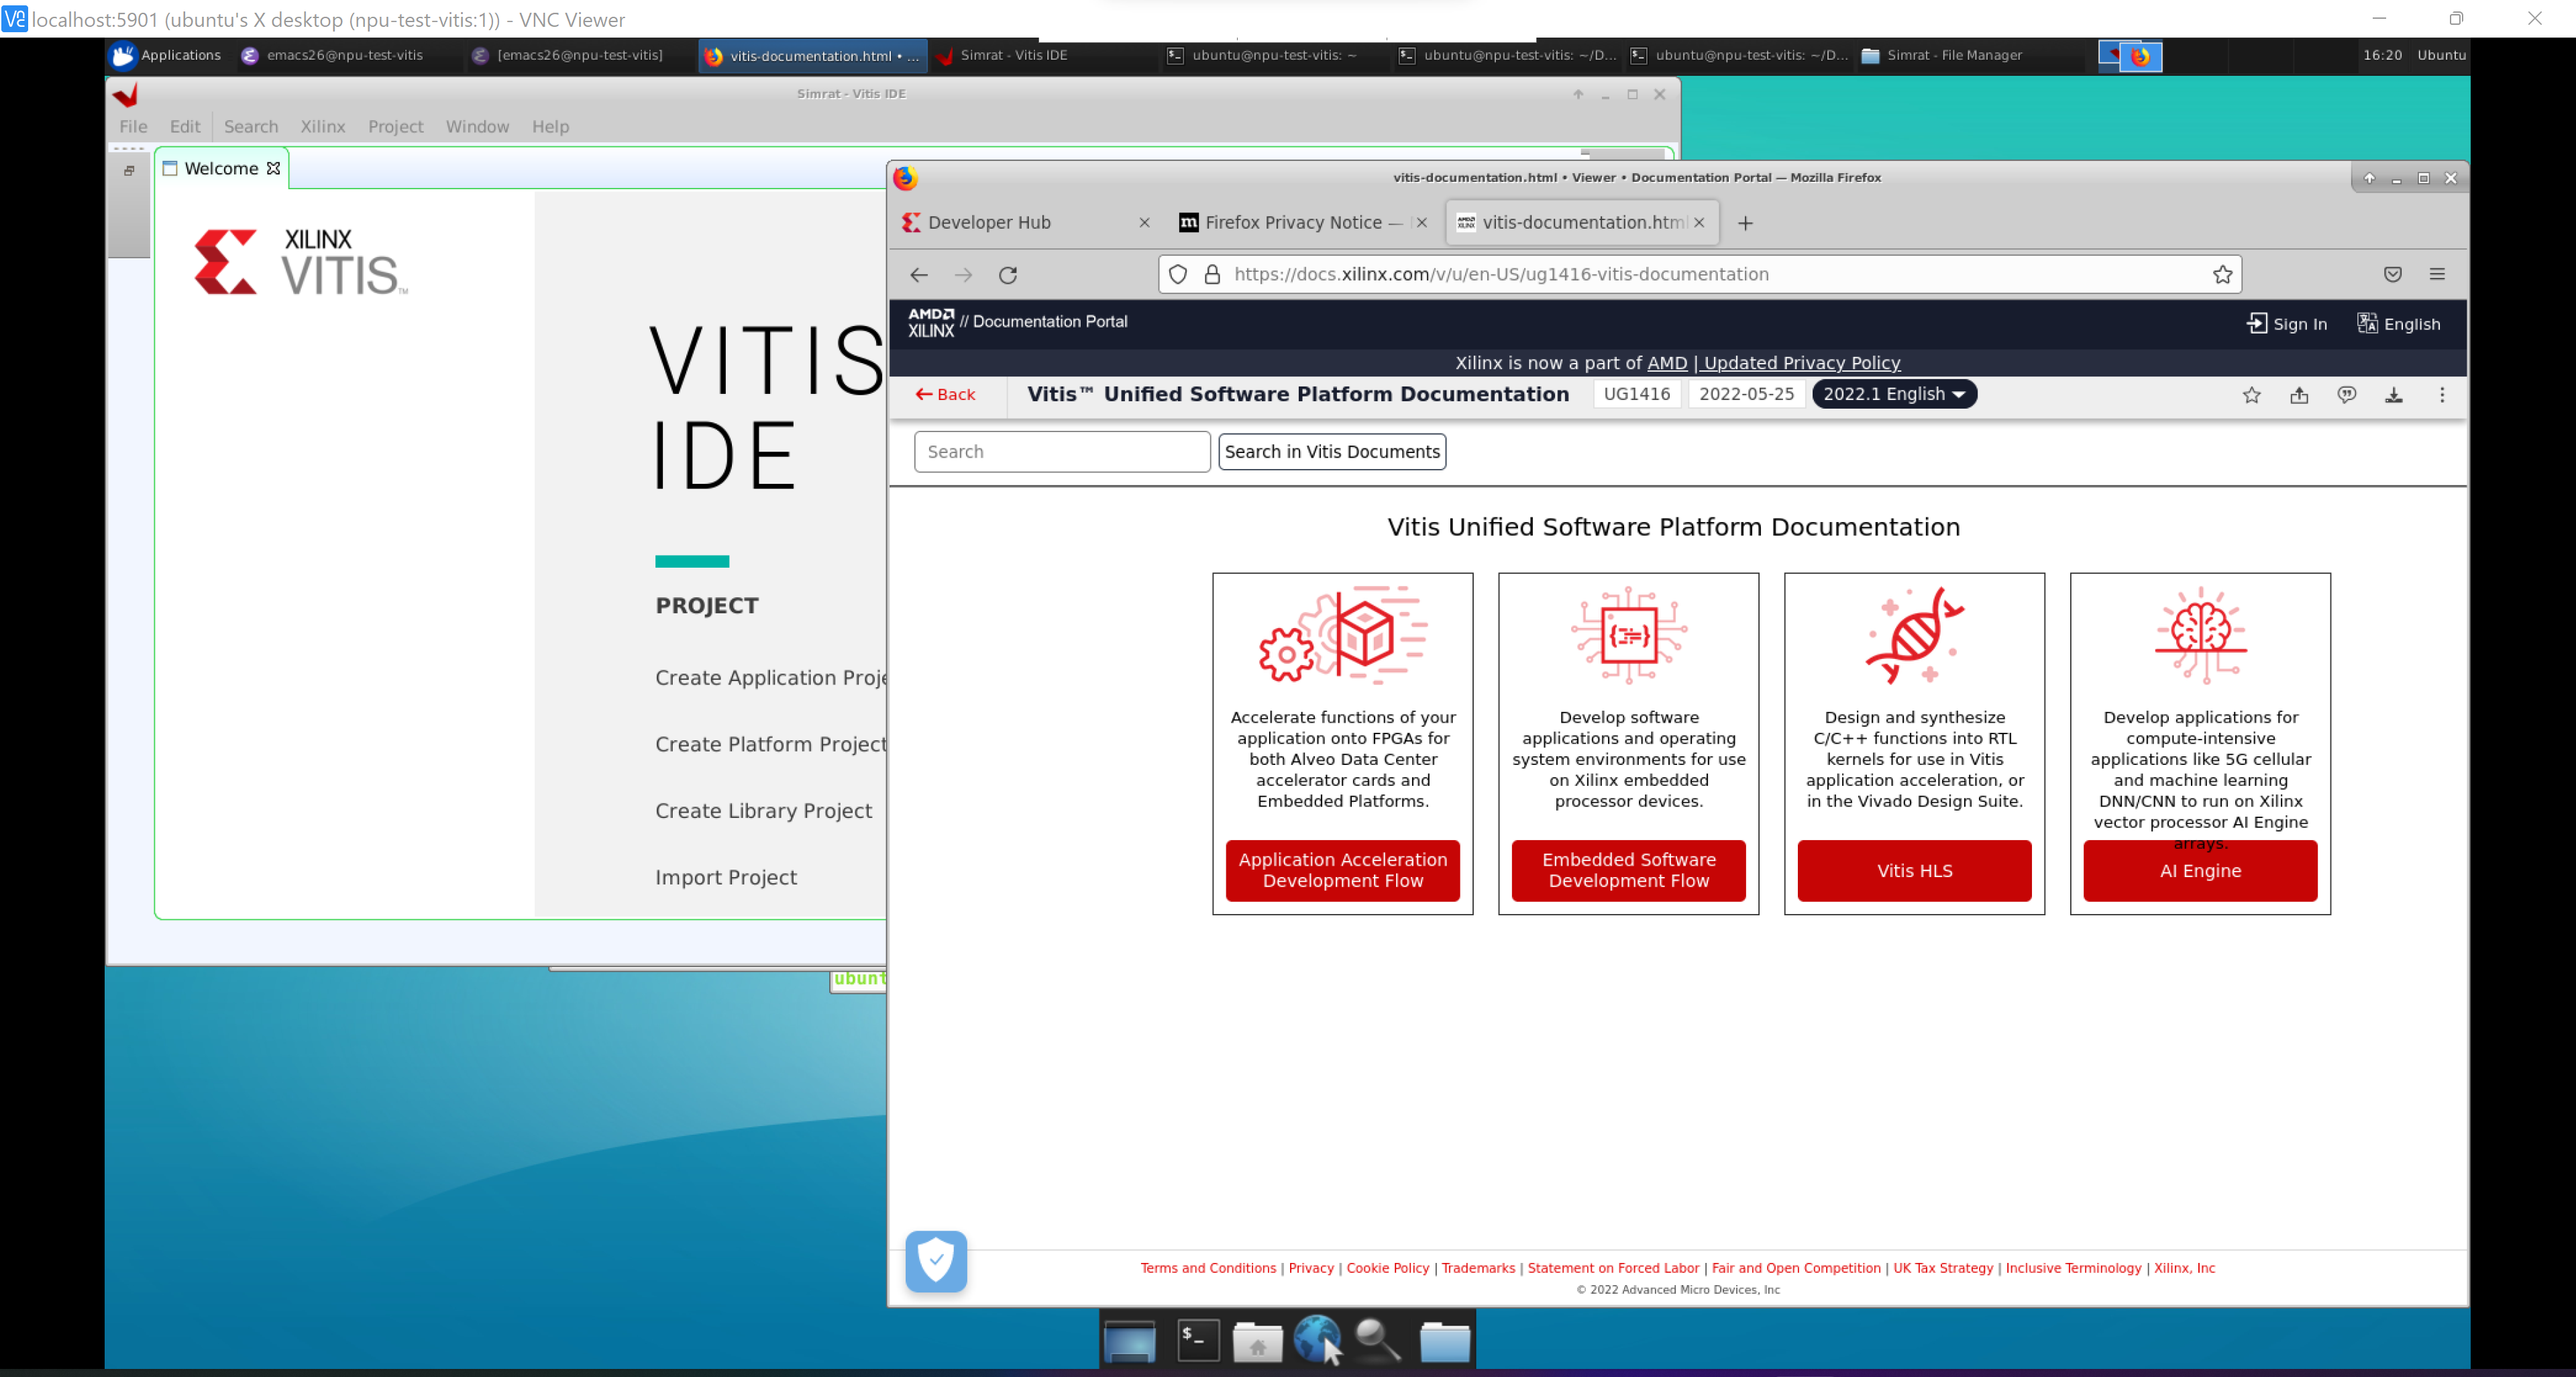 localhost:5901 (ubuntu's X desktop (npu-test-vitis:1)) - VNC Viewer
Applications
emacs26@npu-test-vitis
[emacs26@npu-test-vitis]
vitis-documentation.html • ...
Simrat - Vitis IDE
ubuntu@npu-test-vitis: ~
ubuntu@npu-test-vitis: ~/D...
ubuntu@npu-test-vitis: ~/D...
Simrat - File Manager
16:20 Ubuntu
Simrat - Vitis IDE
File Edit Search Xilinx Project Window Help
Welcome
XILINX
VITIS™
VITIS
IDE
PROJECT
Create Application Proje
Create Platform Project
Create Library Project
Import Project
ubunt
vitis-documentation.html • Viewer • Documentation Portal — Mozilla Firefox
Developer Hub
Firefox Privacy Notice —
vitis-documentation.html
https://docs.xilinx.com/v/u/en-US/ug1416-vitis-documentation
AMD XILINX // Documentation Portal
Sign In English
Xilinx is now a part of AMD | Updated Privacy Policy
Back
Vitis™ Unified Software Platform Documentation
UG1416
2022-05-25
2022.1 English
Search
Search in Vitis Documents
Vitis Unified Software Platform Documentation
Accelerate functions of your
application onto FPGAs for
both Alveo Data Center
accelerator cards and
Embedded Platforms.
Application Acceleration
Development Flow
Develop software
applications and operating
system environments for use
on Xilinx embedded
processor devices.
Embedded Software
Development Flow
Design and synthesize
C/C++ functions into RTL
kernels for use in Vitis
application acceleration, or
in the Vivado Design Suite.
Vitis HLS
Develop applications for
compute-intensive
applications like 5G cellular
and machine learning
DNN/CNN to run on Xilinx
vector processor AI Engine
arrays.
AI Engine
Terms and Conditions | Privacy | Cookie Policy | Trademarks | Statement on Forced Labor | Fair and Open Competition | UK Tax Strategy | Inclusive Terminology | Xilinx, Inc
© 2022 Advanced Micro Devices, Inc